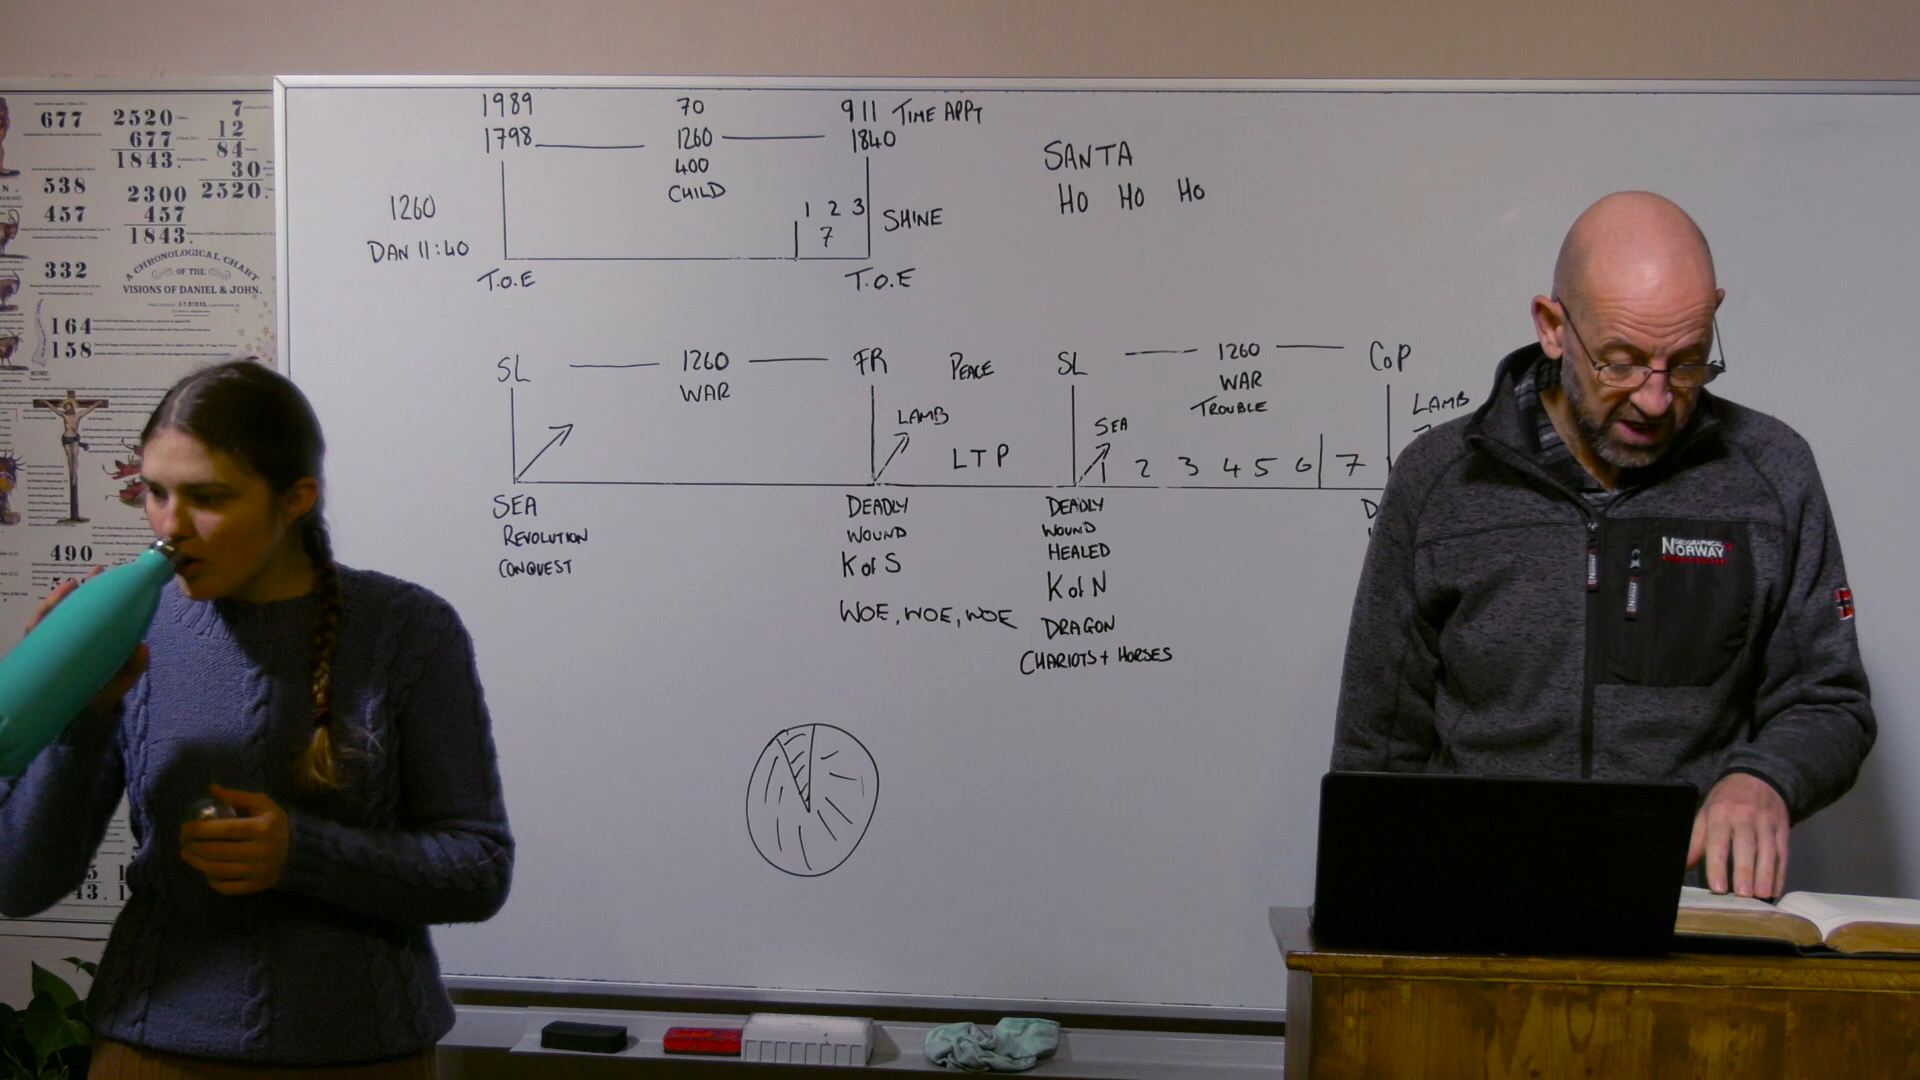 677
2520
677
1843.
7
12
84
30
2520.
538
457
2300
457
1843.
332
A CHRONOLOGICAL CHART
OF THE
VISIONS OF DANIEL & JOHN.
164
158
490
1989 70 911 TIME APPT
1798 1260 1840
400
CHILD
1260
DAN 11:40
1 2 3
7
SHINE
T.O.E T.O.E
SANTA
HO HO HO
SL 1260 FR PEACE SL 1260 COP
WAR WAR
TROUBLE
LAMB SEA LAMB
LTP 1 2 3 4 5 6 7
SEA
REVOLUTION
CONQUEST
DEADLY
WOUND
K of S
WOE, WOE, WOE
DEADLY
WOUND
HEALED
K of N
DRAGON
CHARIOTS + HORSES
GEOGRAPHICAL
NORWAY